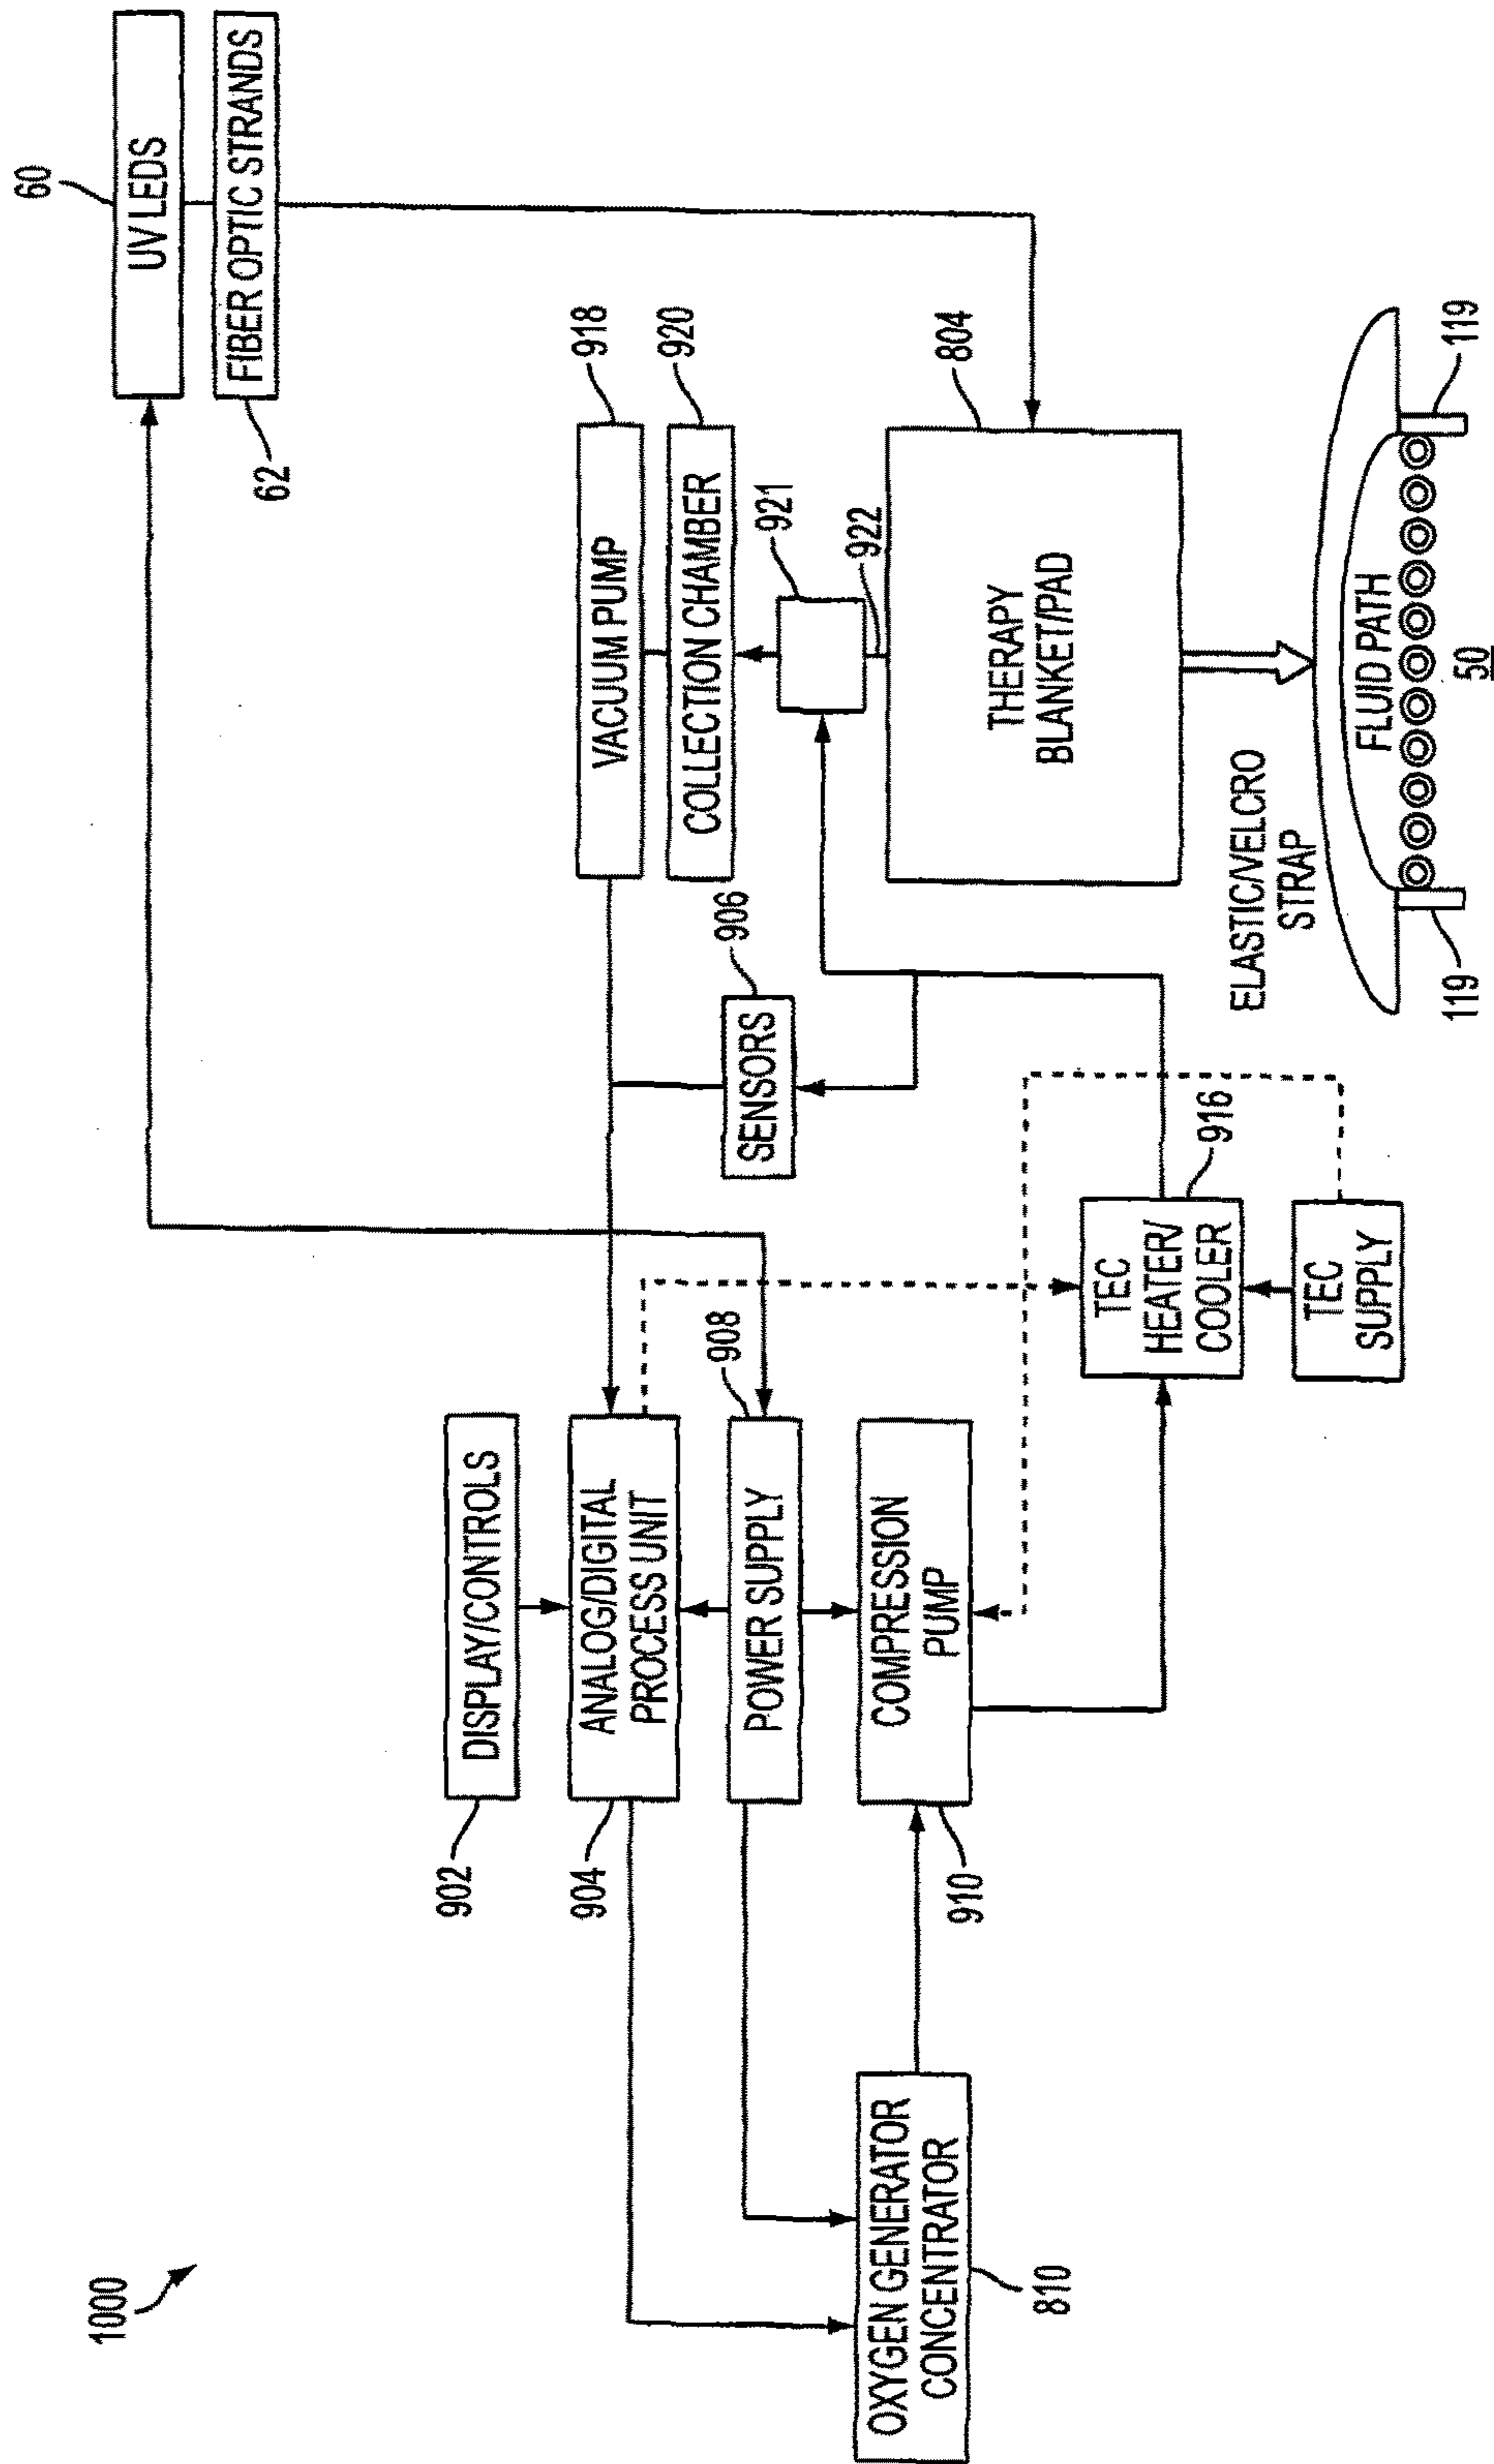 1000
60
UV LEDS
FIBER OPTIC STRANDS
62
918
VACUUM PUMP
920
COLLECTION CHAMBER
921
922
804
THERAPY
BLANKET/PAD
906
SENSORS
902
DISPLAY/CONTROLS
904
ANALOG/DIGITAL
PROCESS UNIT
908
POWER SUPPLY
910
COMPRESSION
PUMP
810
OXYGEN GENERATOR
CONCENTRATOR
916
TEC
HEATER/
COOLER
TEC
SUPPLY
ELASTIC/VELCRO
STRAP
FLUID PATH
119
119
50